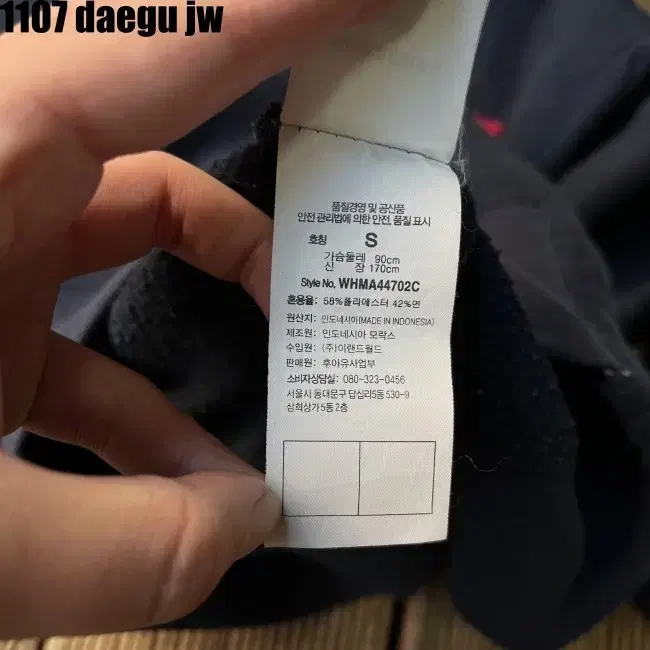 1107 daegu jw
품질경영 및 공산품
안전 관리법에 의한 안전, 품질 표시
호칭 S
가슴둘레 90cm
신 장 170cm
Style No. WHMA44702C
혼용율: 58%폴리에스터 42%면
원산지: 인도네시아(MADE IN INDONESIA)
제조원: 인도네시아 모락스
수입원: (주)이랜드월드
판매원: 후아유사업부
소비자상담실: 080-323-0456
서울시 동대문구 답십리5동 530-9
삼희상가 5동 2층